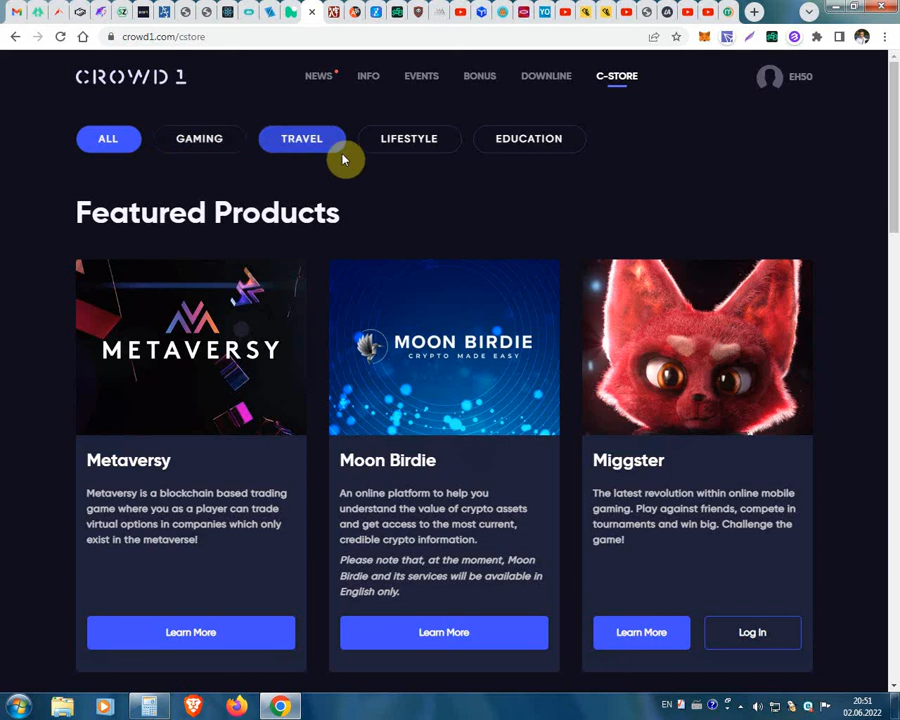 crowd1.com/cstore
CROWD1
NEWS INFO EVENTS BONUS DOWNLINE C-STORE EH50
ALL GAMING TRAVEL LIFESTYLE EDUCATION
Featured Products
METAVERSY
MOON BIRDIE
CRYPTO MADE EASY
Metaversy
Metaversy is a blockchain based trading
game where you as a player can trade
virtual options in companies which only
exist in the metaverse!
Learn More
Moon Birdie
An online platform to help you
understand the value of crypto assets
and get access to the most current,
credible crypto information.
Please note that, at the moment, Moon
Birdie and its services will be available in
English only.
Learn More
Miggster
The latest revolution within online mobile
gaming. Play against friends, compete in
tournaments and win big. Challenge the
game!
Learn More Log In
EN
20:51
02.06.2022